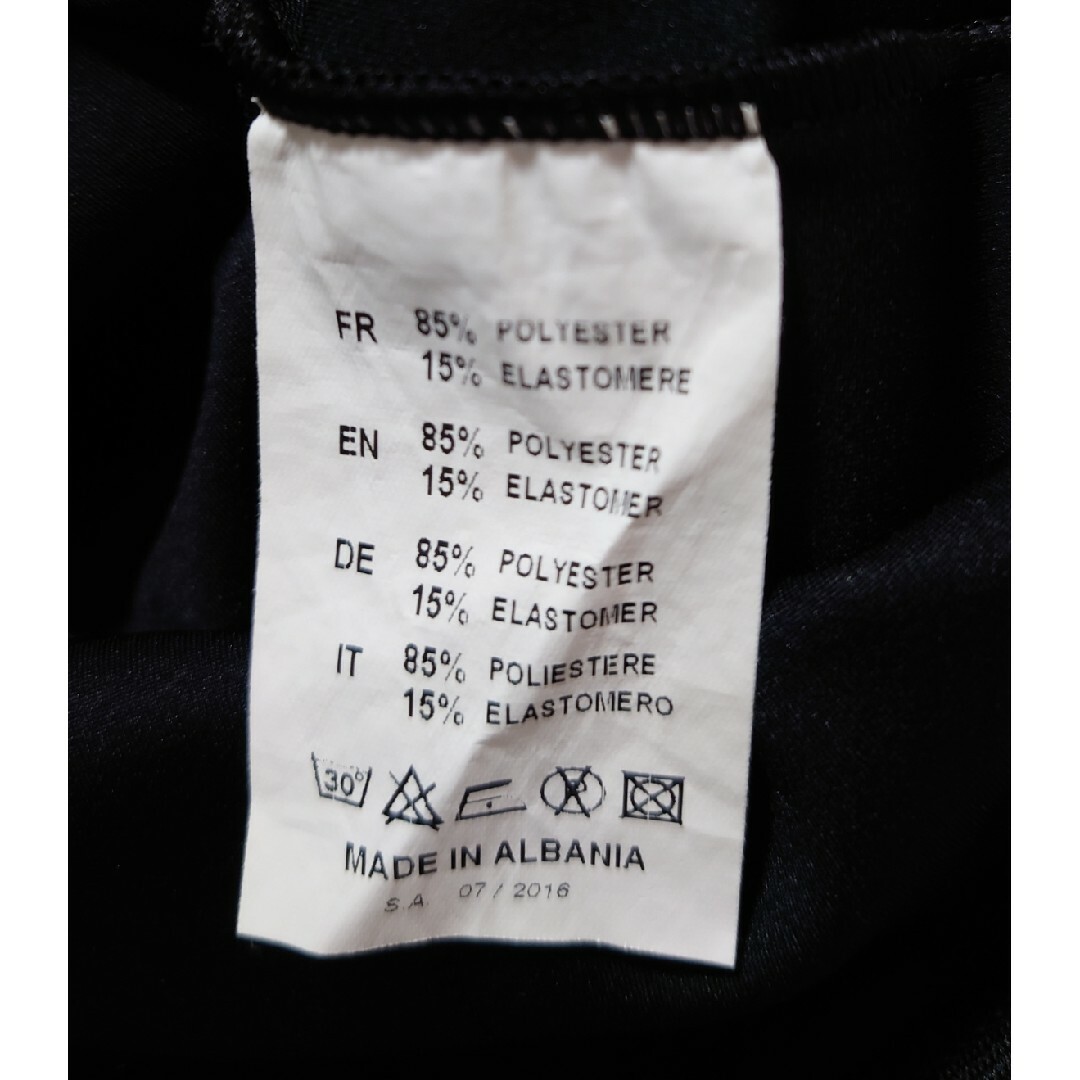 FR 85% POLYESTER
15% ELASTOMERE
EN 85% POLYESTER
15% ELASTOMER
DE 85% POLYESTER
15% ELASTOMER
IT 85% POLIESTERE
15% ELASTOMERO
30° P
MADE IN ALBANIA
S.A. 07/2016